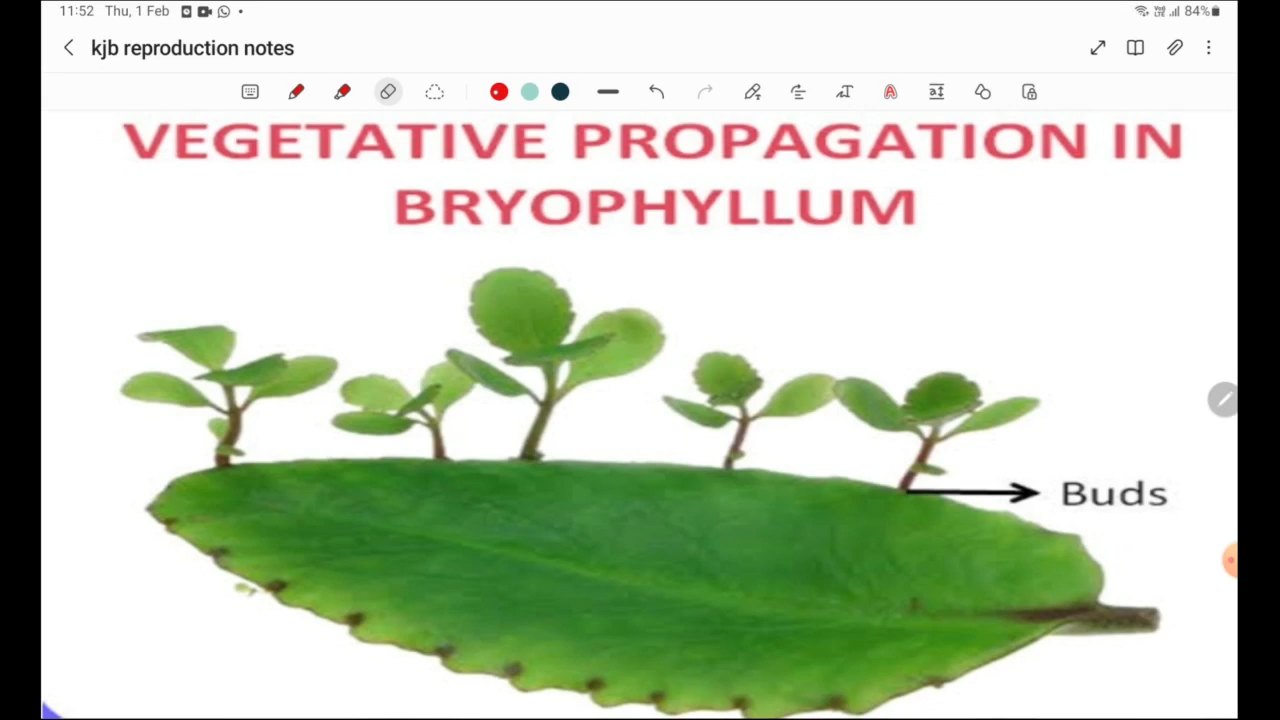 11:52 Thu, 1 Feb
84%
kjb reproduction notes
VEGETATIVE PROPAGATION IN
BRYOPHYLLUM
Buds